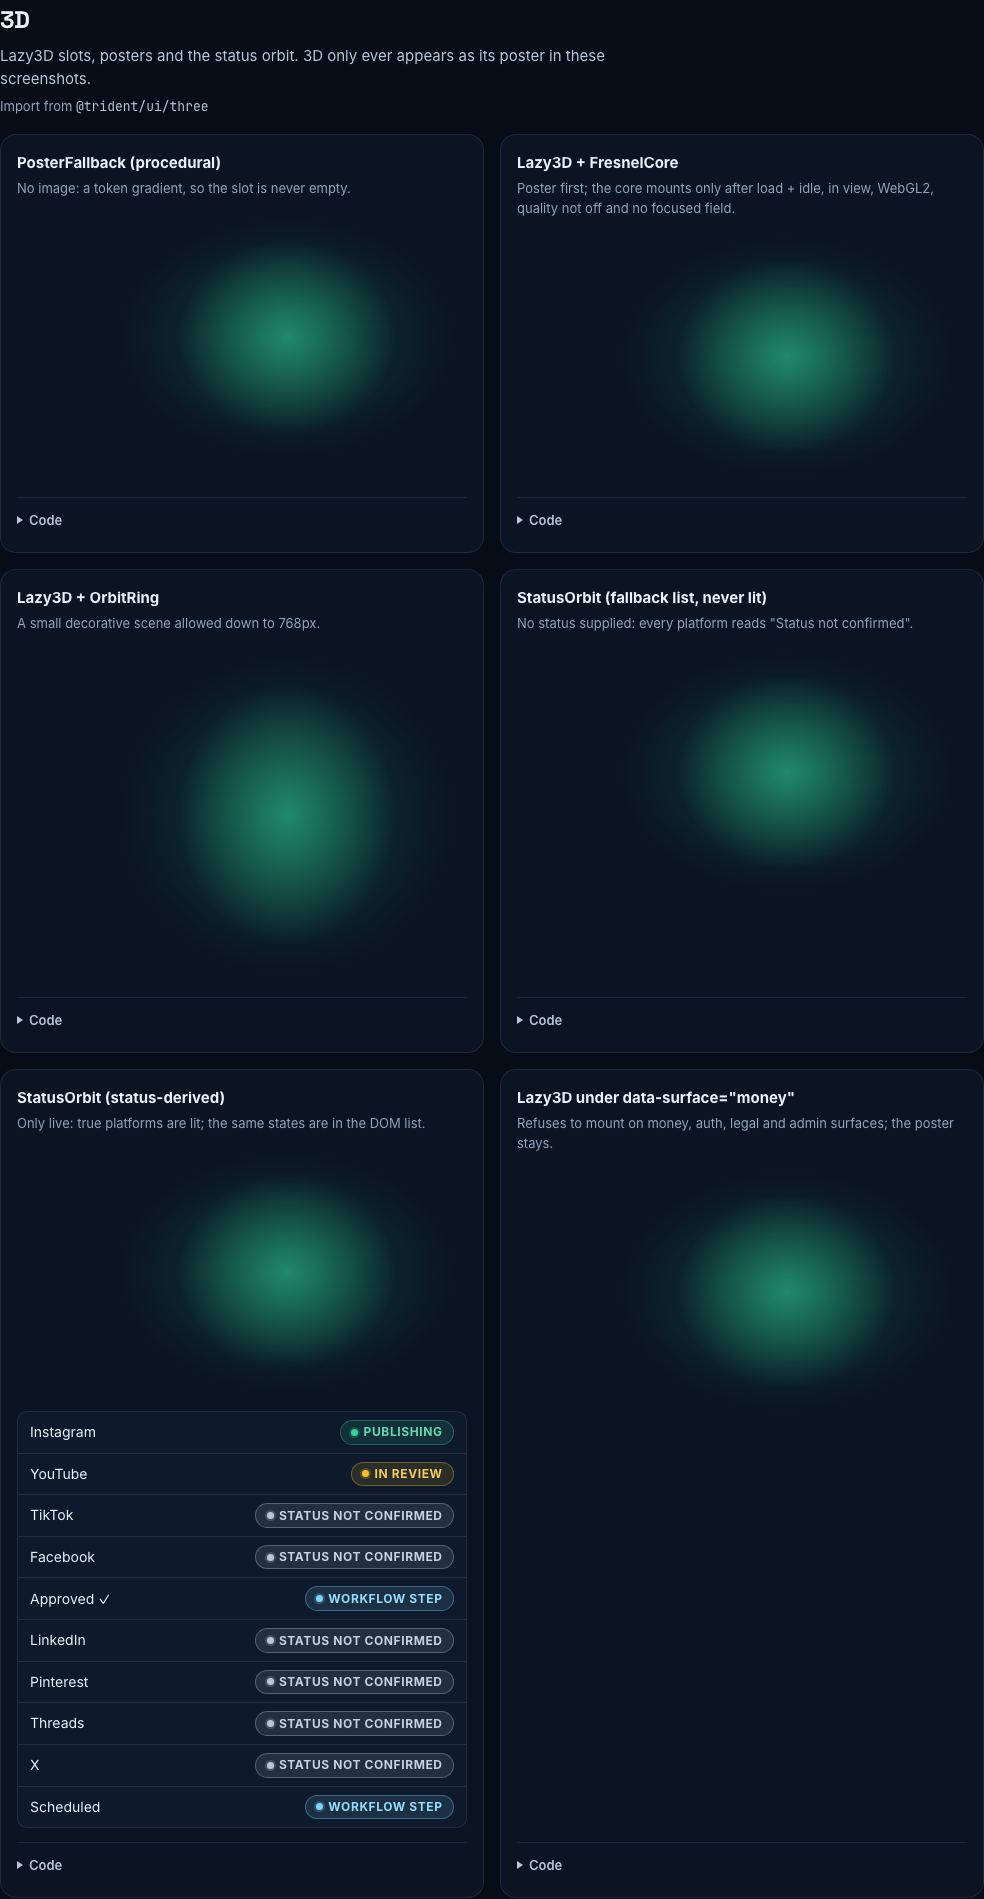 3D
Lazy3D slots, posters and the status orbit. 3D only ever appears as its poster in these
screenshots.
Import from @trident/ui/three
PosterFallback (procedural)
No image: a token gradient, so the slot is never empty.
Code
Lazy3D + FresnelCore
Poster first; the core mounts only after load + idle, in view, WebGL2,
quality not off and no focused field.
Code
Lazy3D + OrbitRing
A small decorative scene allowed down to 768px.
Code
StatusOrbit (fallback list, never lit)
No status supplied: every platform reads "Status not confirmed".
Code
StatusOrbit (status-derived)
Only live: true platforms are lit; the same states are in the DOM list.
Instagram PUBLISHING
YouTube IN REVIEW
TikTok STATUS NOT CONFIRMED
Facebook STATUS NOT CONFIRMED
Approved ✓ WORKFLOW STEP
LinkedIn STATUS NOT CONFIRMED
Pinterest STATUS NOT CONFIRMED
Threads STATUS NOT CONFIRMED
X STATUS NOT CONFIRMED
Scheduled WORKFLOW STEP
Code
Lazy3D under data-surface="money"
Refuses to mount on money, auth, legal and admin surfaces; the poster
stays.
Code